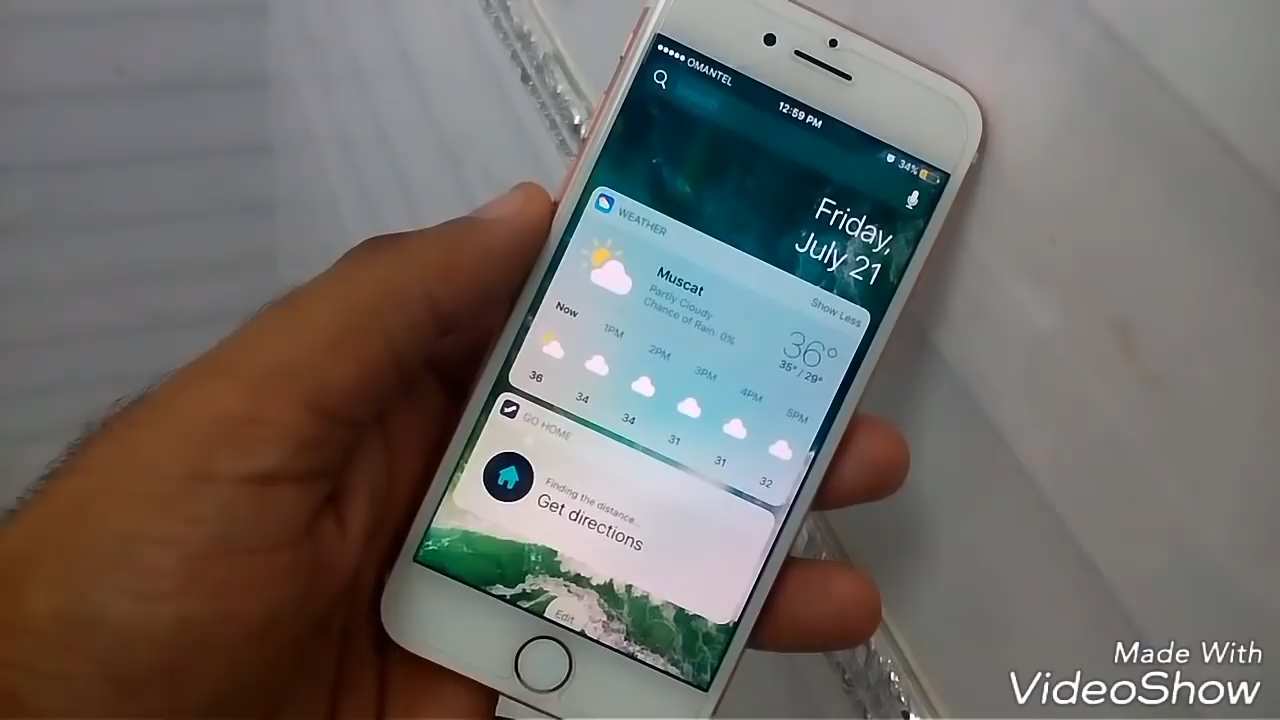 OMANTEL
12:59 PM
34%
Friday,
July 21
WEATHER
Show Less
Muscat
Partly Cloudy
Chance of Rain: 0%
36°
35° / 29°
Now 1PM 2PM 3PM 4PM 5PM
36 34 34 31 31 32
GO HOME
Finding the distance...
Get directions
Edit
Made With
VideoShow